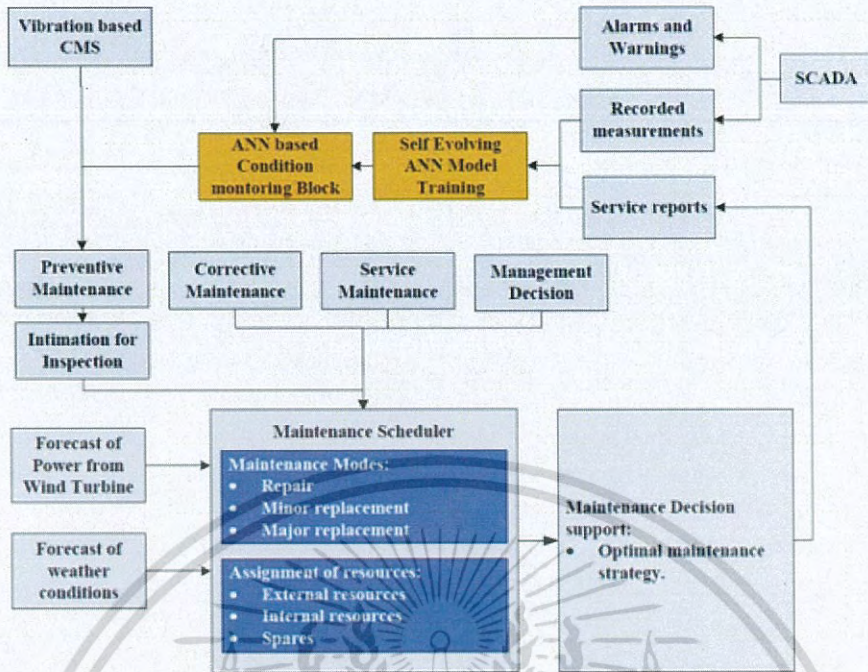 Vibration based
CMS
Alarms and
Warnings
SCADA
Recorded
measurements
ANN based
Condition
montoring Block
Self Evolving
ANN Model
Training
Service reports
Preventive
Maintenance
Corrective
Maintenance
Service
Maintenance
Management
Decision
Intimation for
Inspection
Maintenance Scheduler
Forecast of
Power from
Wind Turbine
Maintenance Modes:
• Repair
• Minor replacement
• Major replacement
Forecast of
weather
conditions
Assignment of resources:
• External resources
• Internal resources
• Spares
Maintenance Decision
support:
• Optimal maintenance
strategy.